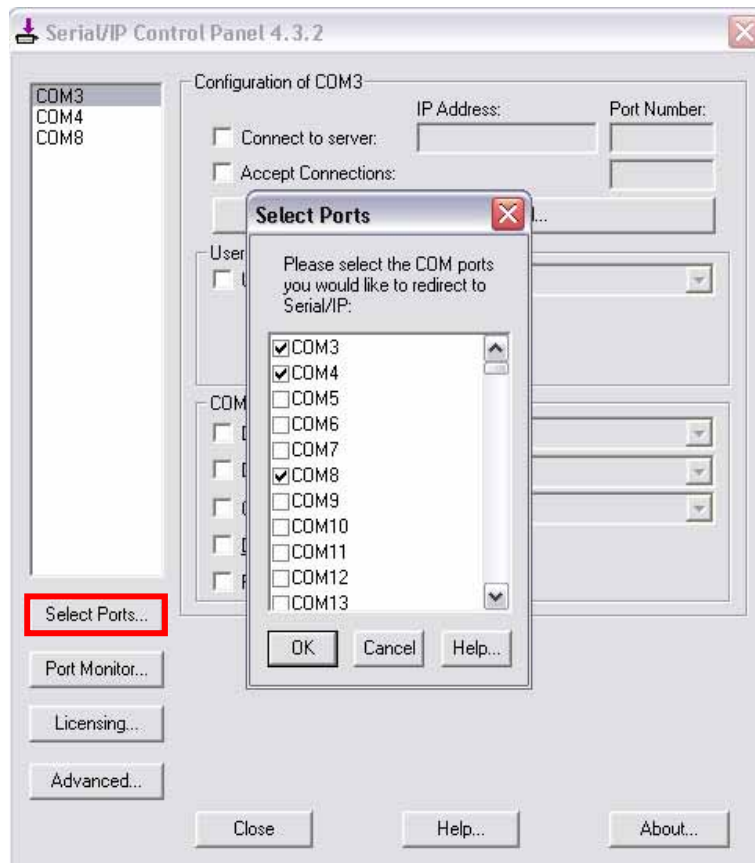 Serial/IP Control Panel 4.3.2
COM3
COM4
COM8
Configuration of COM3
IP Address:
Port Number:
Connect to server:
Accept Connections:
User
COM
Select Ports
Please select the COM ports
you would like to redirect to
Serial/IP:
COM3
COM4
COM5
COM6
COM7
COM8
COM9
COM10
COM11
COM12
COM13
OK
Cancel
Help...
Select Ports...
Port Monitor...
Licensing...
Advanced...
Close
Help...
About...